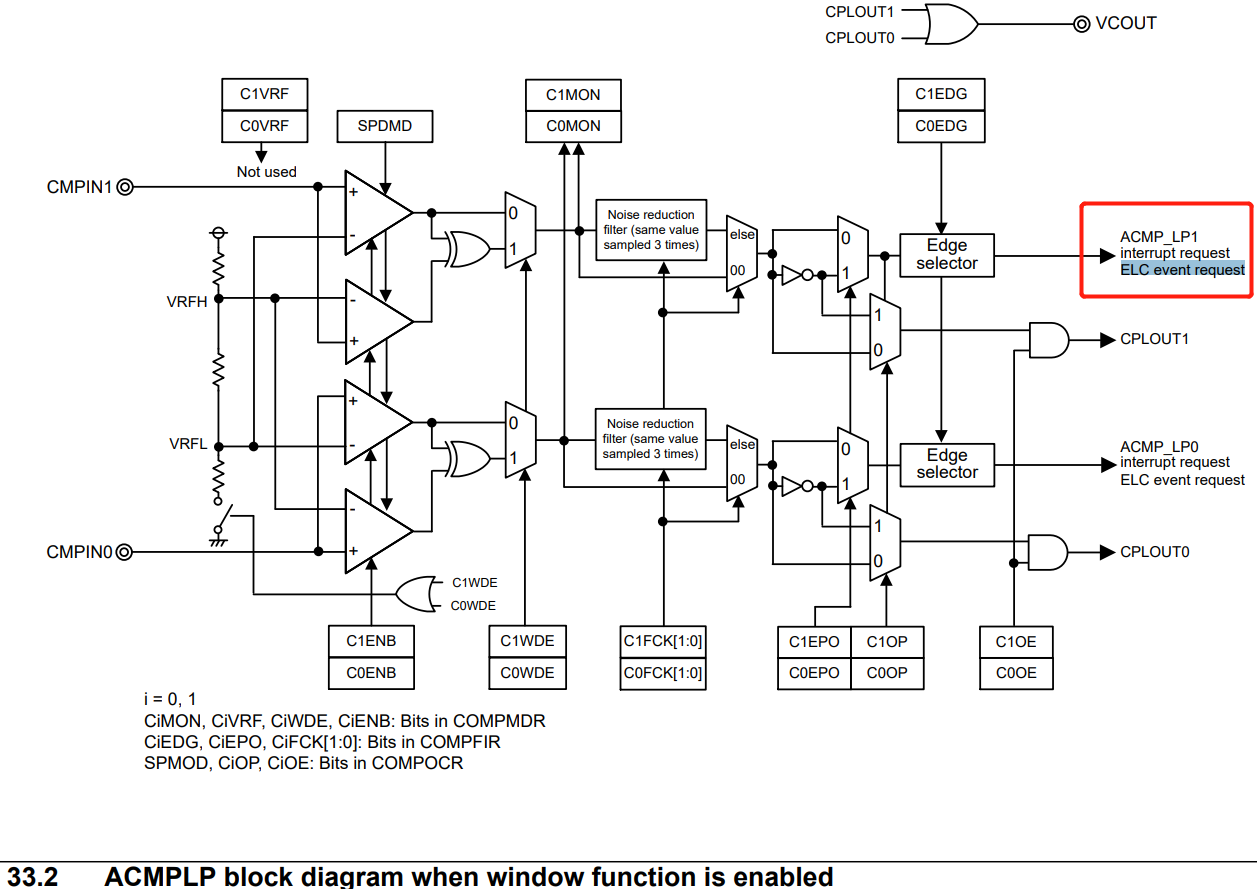 CPLOUT1
CPLOUT0
VCOUT
C1VRF
C0VRF
Not used
SPDMD
C1MON
C0MON
C1EDG
C0EDG
CMPIN1
+
-
0
1
Noise reduction
filter (same value
sampled 3 times)
else
00
0
1
Edge
selector
ACMP_LP1
interrupt request
ELC event request
VRFH
-
+
1
0
CPLOUT1
VRFL
+
-
0
1
Noise reduction
filter (same value
sampled 3 times)
else
00
0
1
Edge
selector
ACMP_LP0
interrupt request
ELC event request
CMPIN0
-
+
1
0
CPLOUT0
C1WDE
C0WDE
C1ENB
C0ENB
C1WDE
C0WDE
C1FCK[1:0]
C0FCK[1:0]
C1EPO
C0EPO
C1OP
C0OP
C1OE
C0OE
i = 0, 1
CiMON, CiVRF, CiWDE, CiENB: Bits in COMPMDR
CiEDG, CiEPO, CiFCK[1:0]: Bits in COMPFIR
SPMOD, CiOP, CiOE: Bits in COMPOCR
33.2 ACMPLP block diagram when window function is enabled